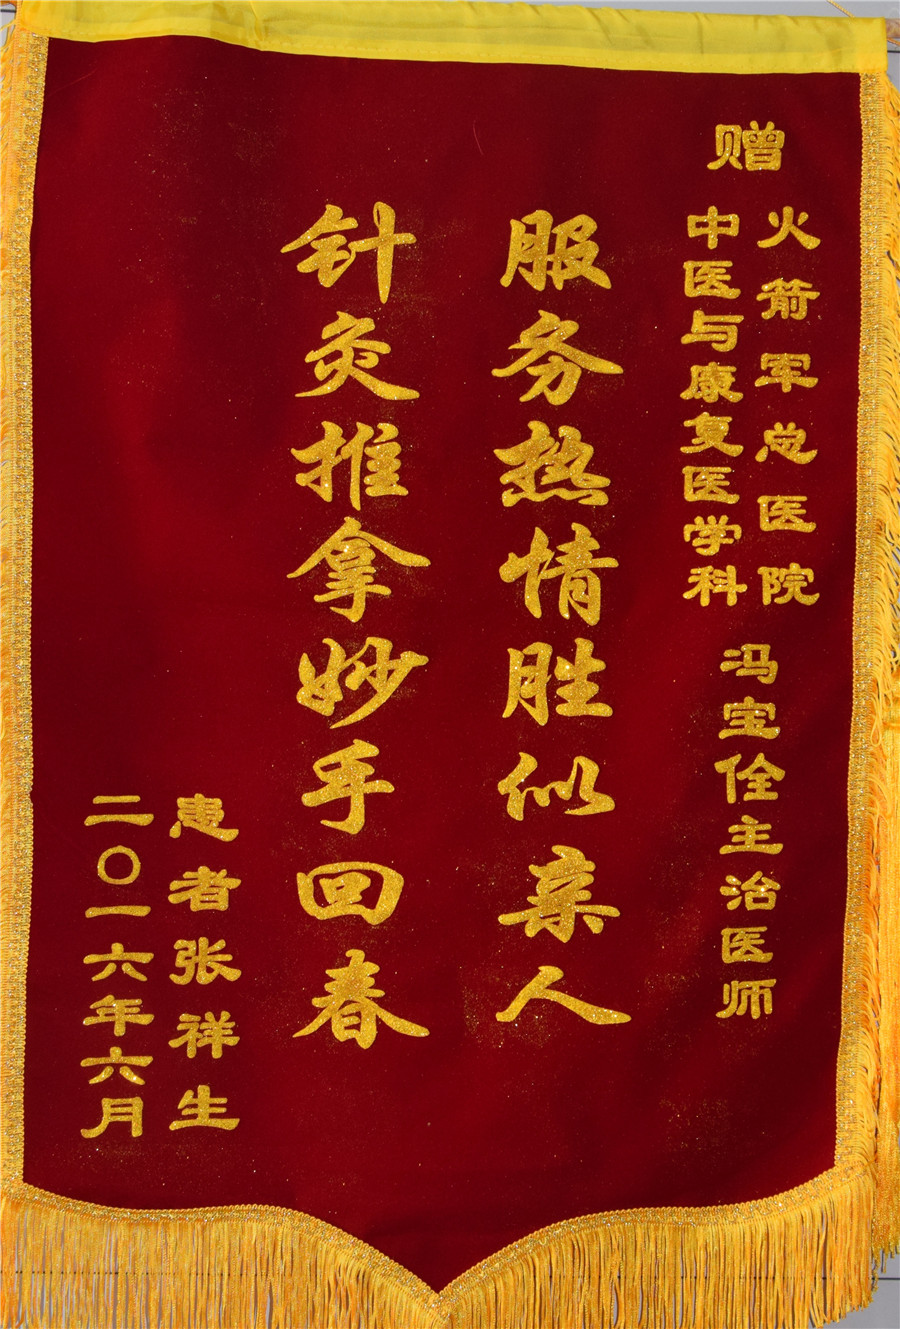 赠
火箭军总医院
中医与康复医学科
冯宝佺主治医师
服务热情胜似亲人
针灸推拿妙手回春
患者张祥生
二〇一六年六月